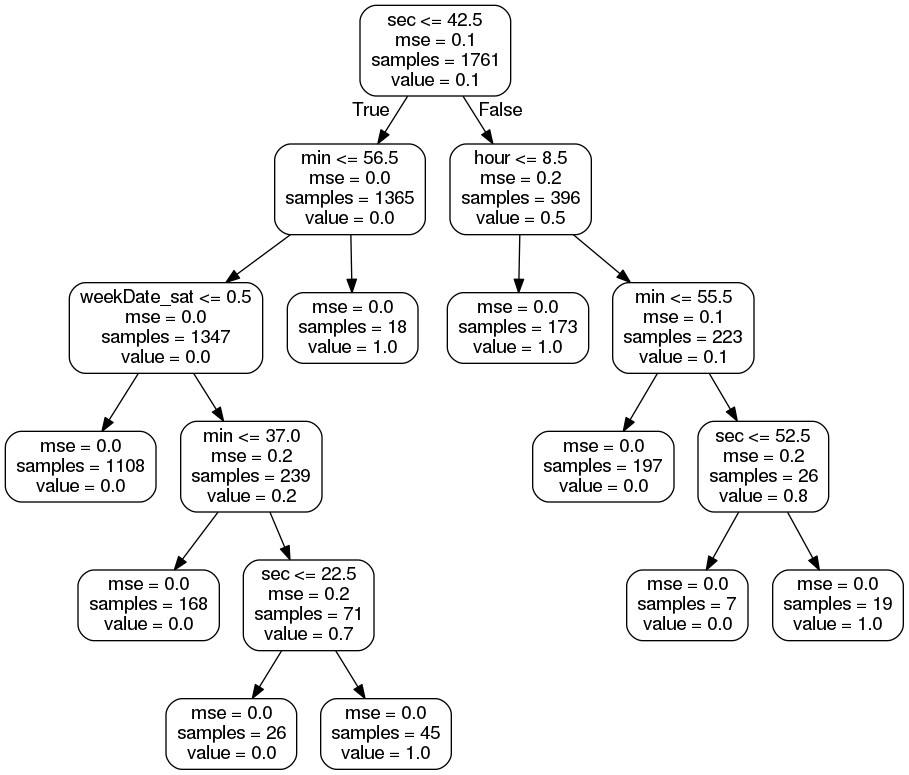 sec <= 42.5
mse = 0.1
samples = 1761
value = 0.1
True
False
min <= 56.5
mse = 0.0
samples = 1365
value = 0.0
hour <= 8.5
mse = 0.2
samples = 396
value = 0.5
weekDate_sat <= 0.5
mse = 0.0
samples = 1347
value = 0.0
mse = 0.0
samples = 18
value = 1.0
mse = 0.0
samples = 173
value = 1.0
min <= 55.5
mse = 0.1
samples = 223
value = 0.1
mse = 0.0
samples = 1108
value = 0.0
min <= 37.0
mse = 0.2
samples = 239
value = 0.2
mse = 0.0
samples = 197
value = 0.0
sec <= 52.5
mse = 0.2
samples = 26
value = 0.8
mse = 0.0
samples = 168
value = 0.0
sec <= 22.5
mse = 0.2
samples = 71
value = 0.7
mse = 0.0
samples = 7
value = 0.0
mse = 0.0
samples = 19
value = 1.0
mse = 0.0
samples = 26
value = 0.0
mse = 0.0
samples = 45
value = 1.0